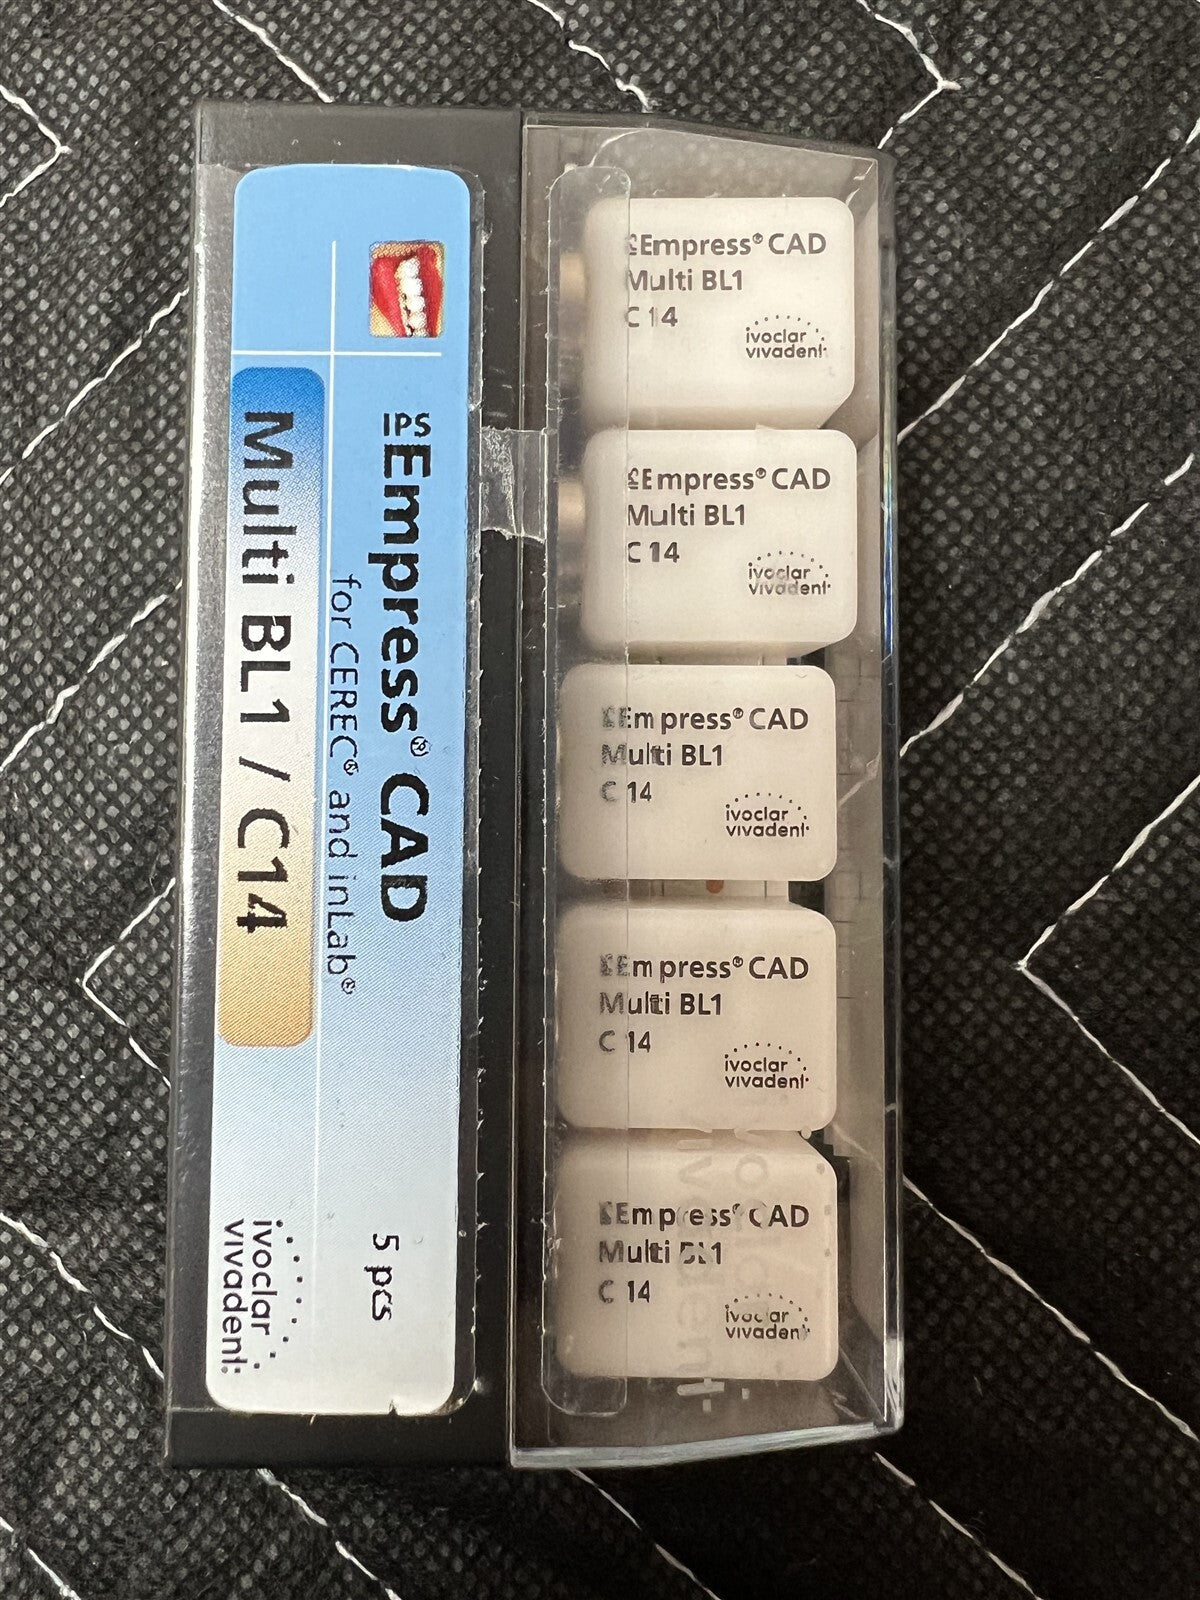 IPS
Empress® CAD
for CEREC® and inLab®
Multi BL1 / C14
5 pcs
ivoclar
vivadent
Empress® CAD
Multi BL1
C 14
ivoclar
vivadent
Empress® CAD
Multi BL1
C 14
ivoclar
vivadent
Empress® CAD
Multi BL1
C 14
ivoclar
vivadent
Empress® CAD
Multi BL1
C 14
ivoclar
vivadent
Empress® CAD
Multi BL1
C 14
ivoclar
vivadent